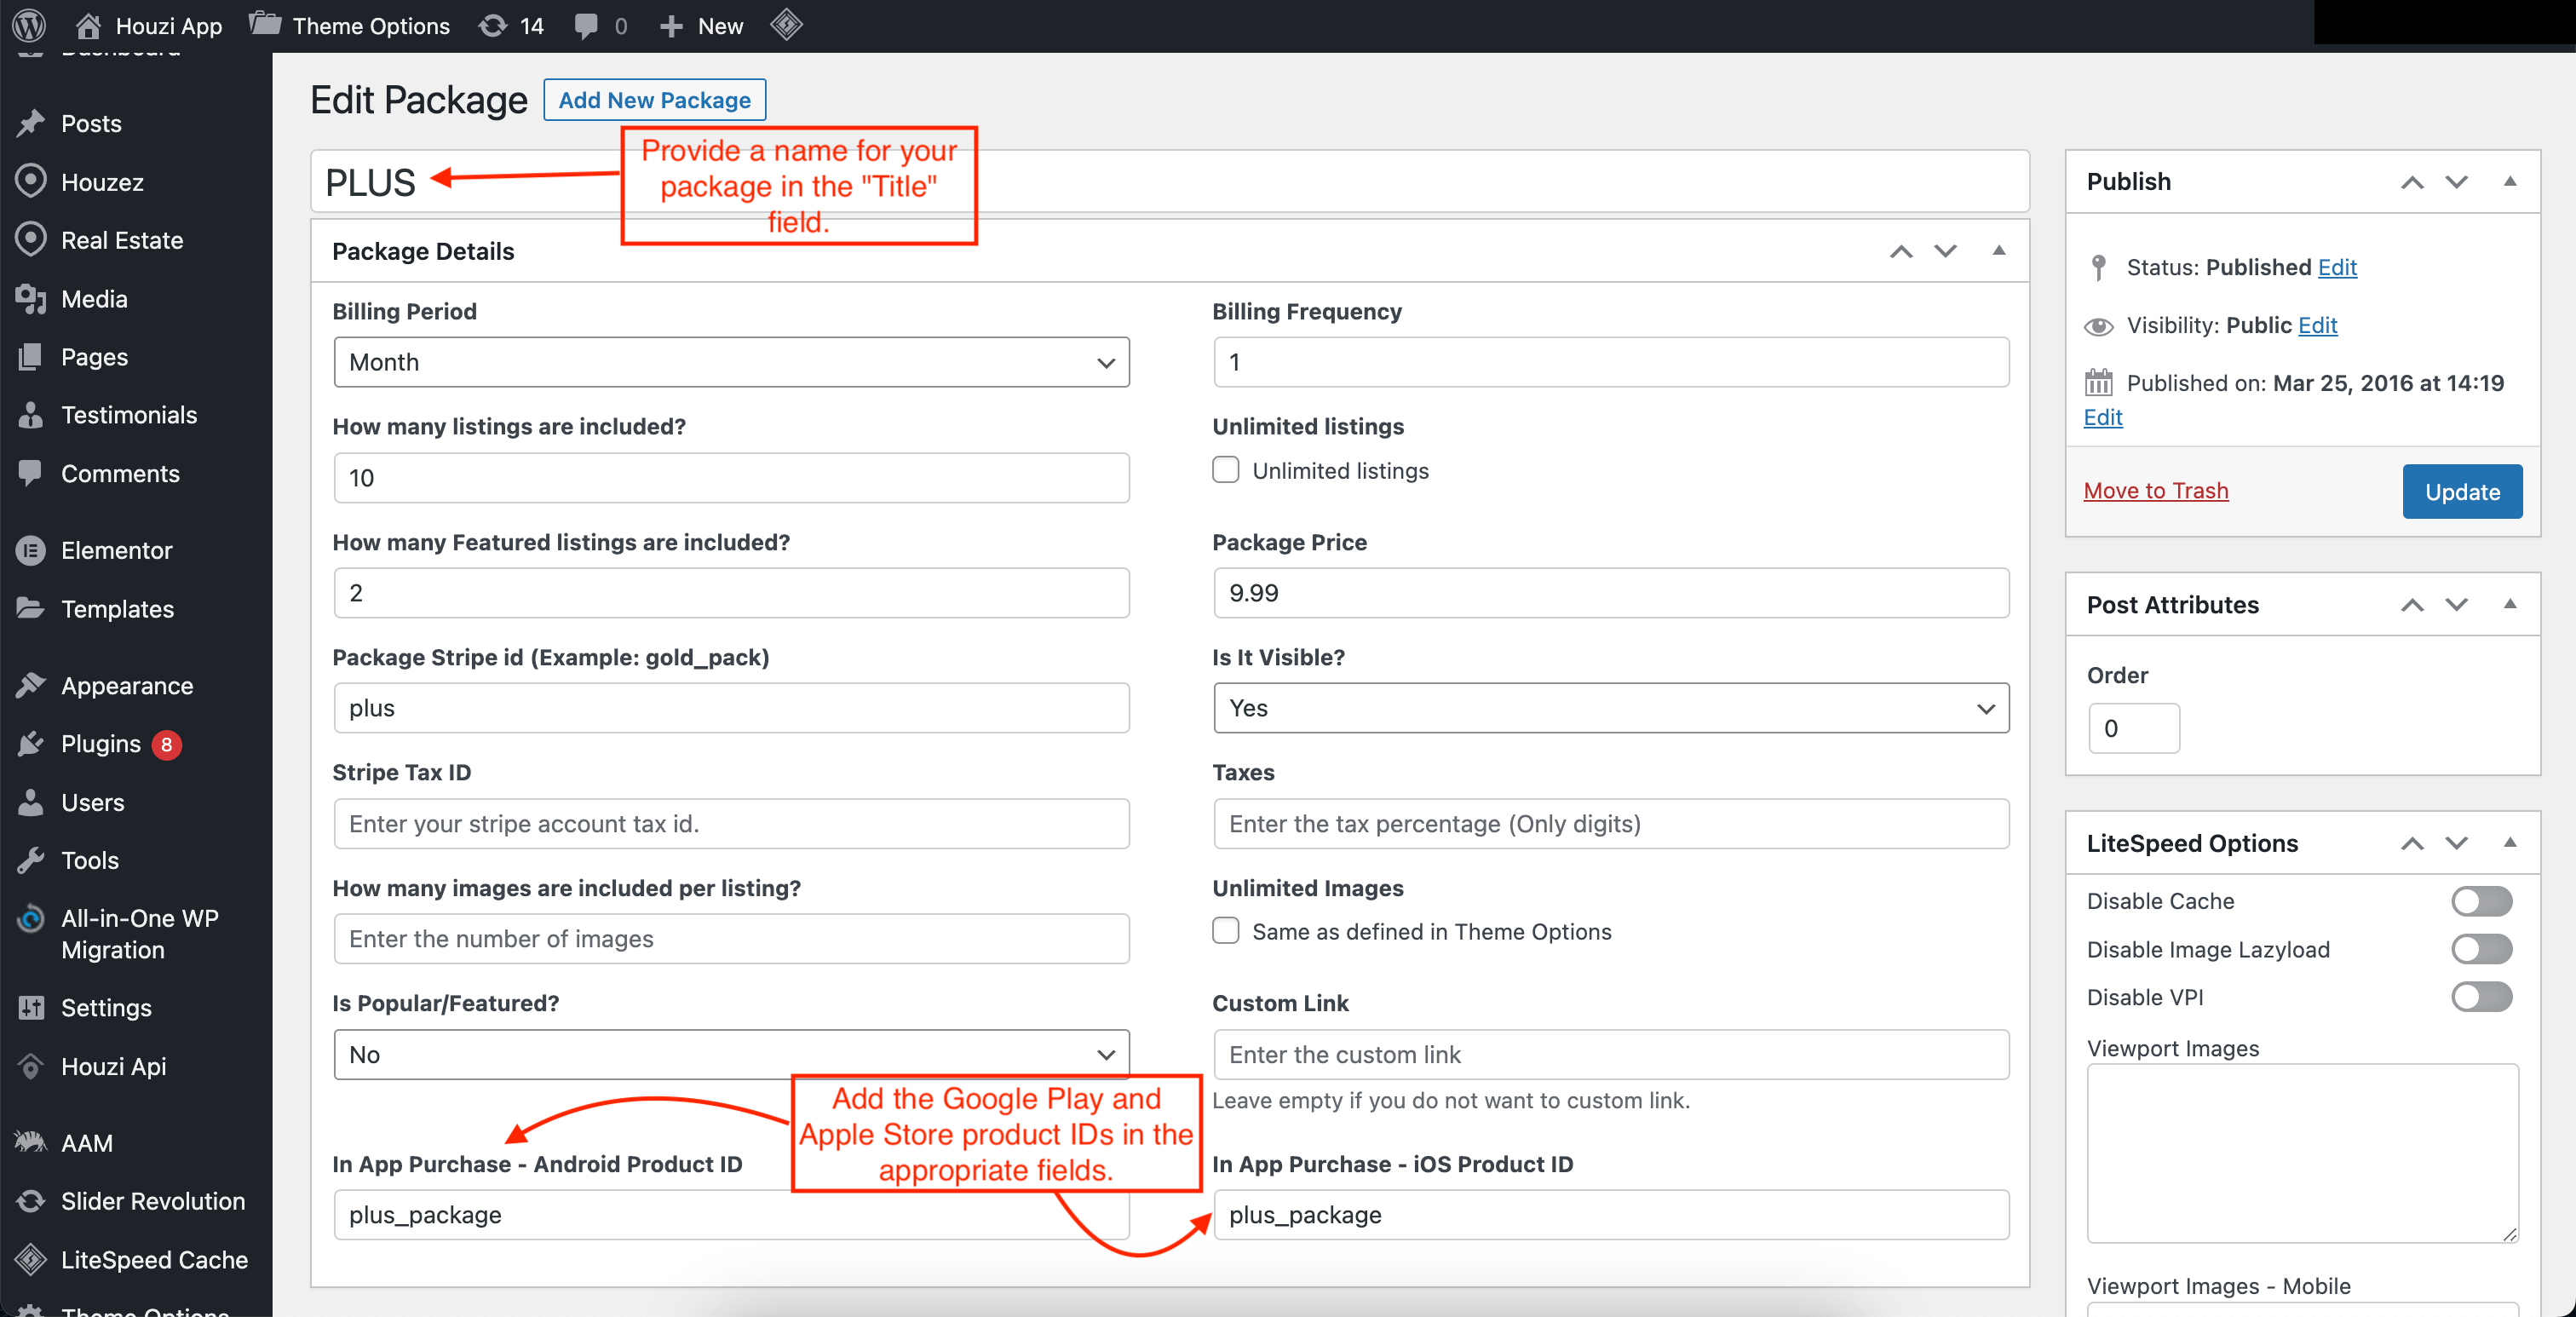 Houzi App
Theme Options
14
0
New
Dashboard
Posts
Houzez
Real Estate
Media
Pages
Testimonials
Comments
Elementor
Templates
Appearance
Plugins 8
Users
Tools
All-in-One WP
Migration
Settings
Houzi Api
AAM
Slider Revolution
LiteSpeed Cache
Theme Options
Edit Package
Add New Package
PLUS
Provide a name for your
package in the "Title"
field.
Package Details
Billing Period
Month
Billing Frequency
1
How many listings are included?
10
Unlimited listings
Unlimited listings
How many Featured listings are included?
2
Package Price
9.99
Package Stripe id (Example: gold_pack)
plus
Is It Visible?
Yes
Stripe Tax ID
Enter your stripe account tax id.
Taxes
Enter the tax percentage (Only digits)
How many images are included per listing?
Enter the number of images
Unlimited Images
Same as defined in Theme Options
Is Popular/Featured?
No
Custom Link
Enter the custom link
Leave empty if you do not want to custom link.
Add the Google Play and
Apple Store product IDs in the
appropriate fields.
In App Purchase - Android Product ID
plus_package
In App Purchase - iOS Product ID
plus_package
Publish
Status: Published Edit
Visibility: Public Edit
Published on: Mar 25, 2016 at 14:19
Edit
Move to Trash
Update
Post Attributes
Order
0
LiteSpeed Options
Disable Cache
Disable Image Lazyload
Disable VPI
Viewport Images
Viewport Images - Mobile